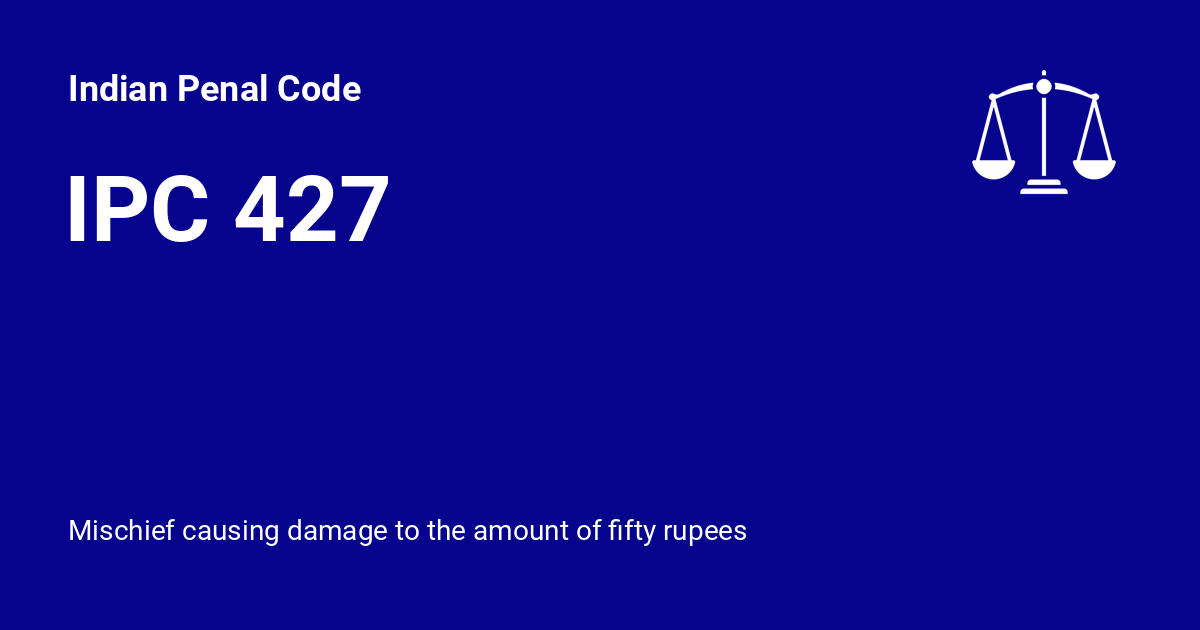 Indian Penal Code
IPC 427
Mischief causing damage to the amount of fifty rupees